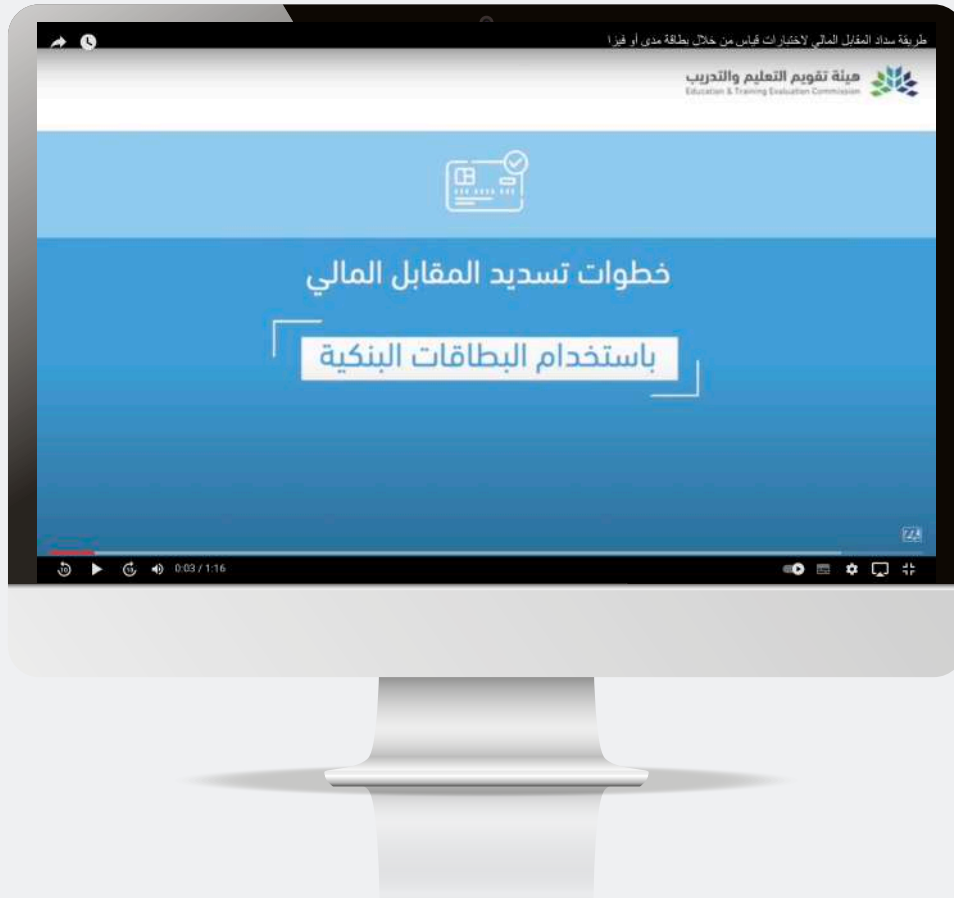 طريقة سداد المقابل المالي لاختبارات قياس من خلال بطاقة مدى أو فيزا
هيئة تقويم التعليم والتدريب
Education & Training Evaluation Commission
خطوات تسديد المقابل المالي
باستخدام البطاقات البنكية
0:03 / 1:16